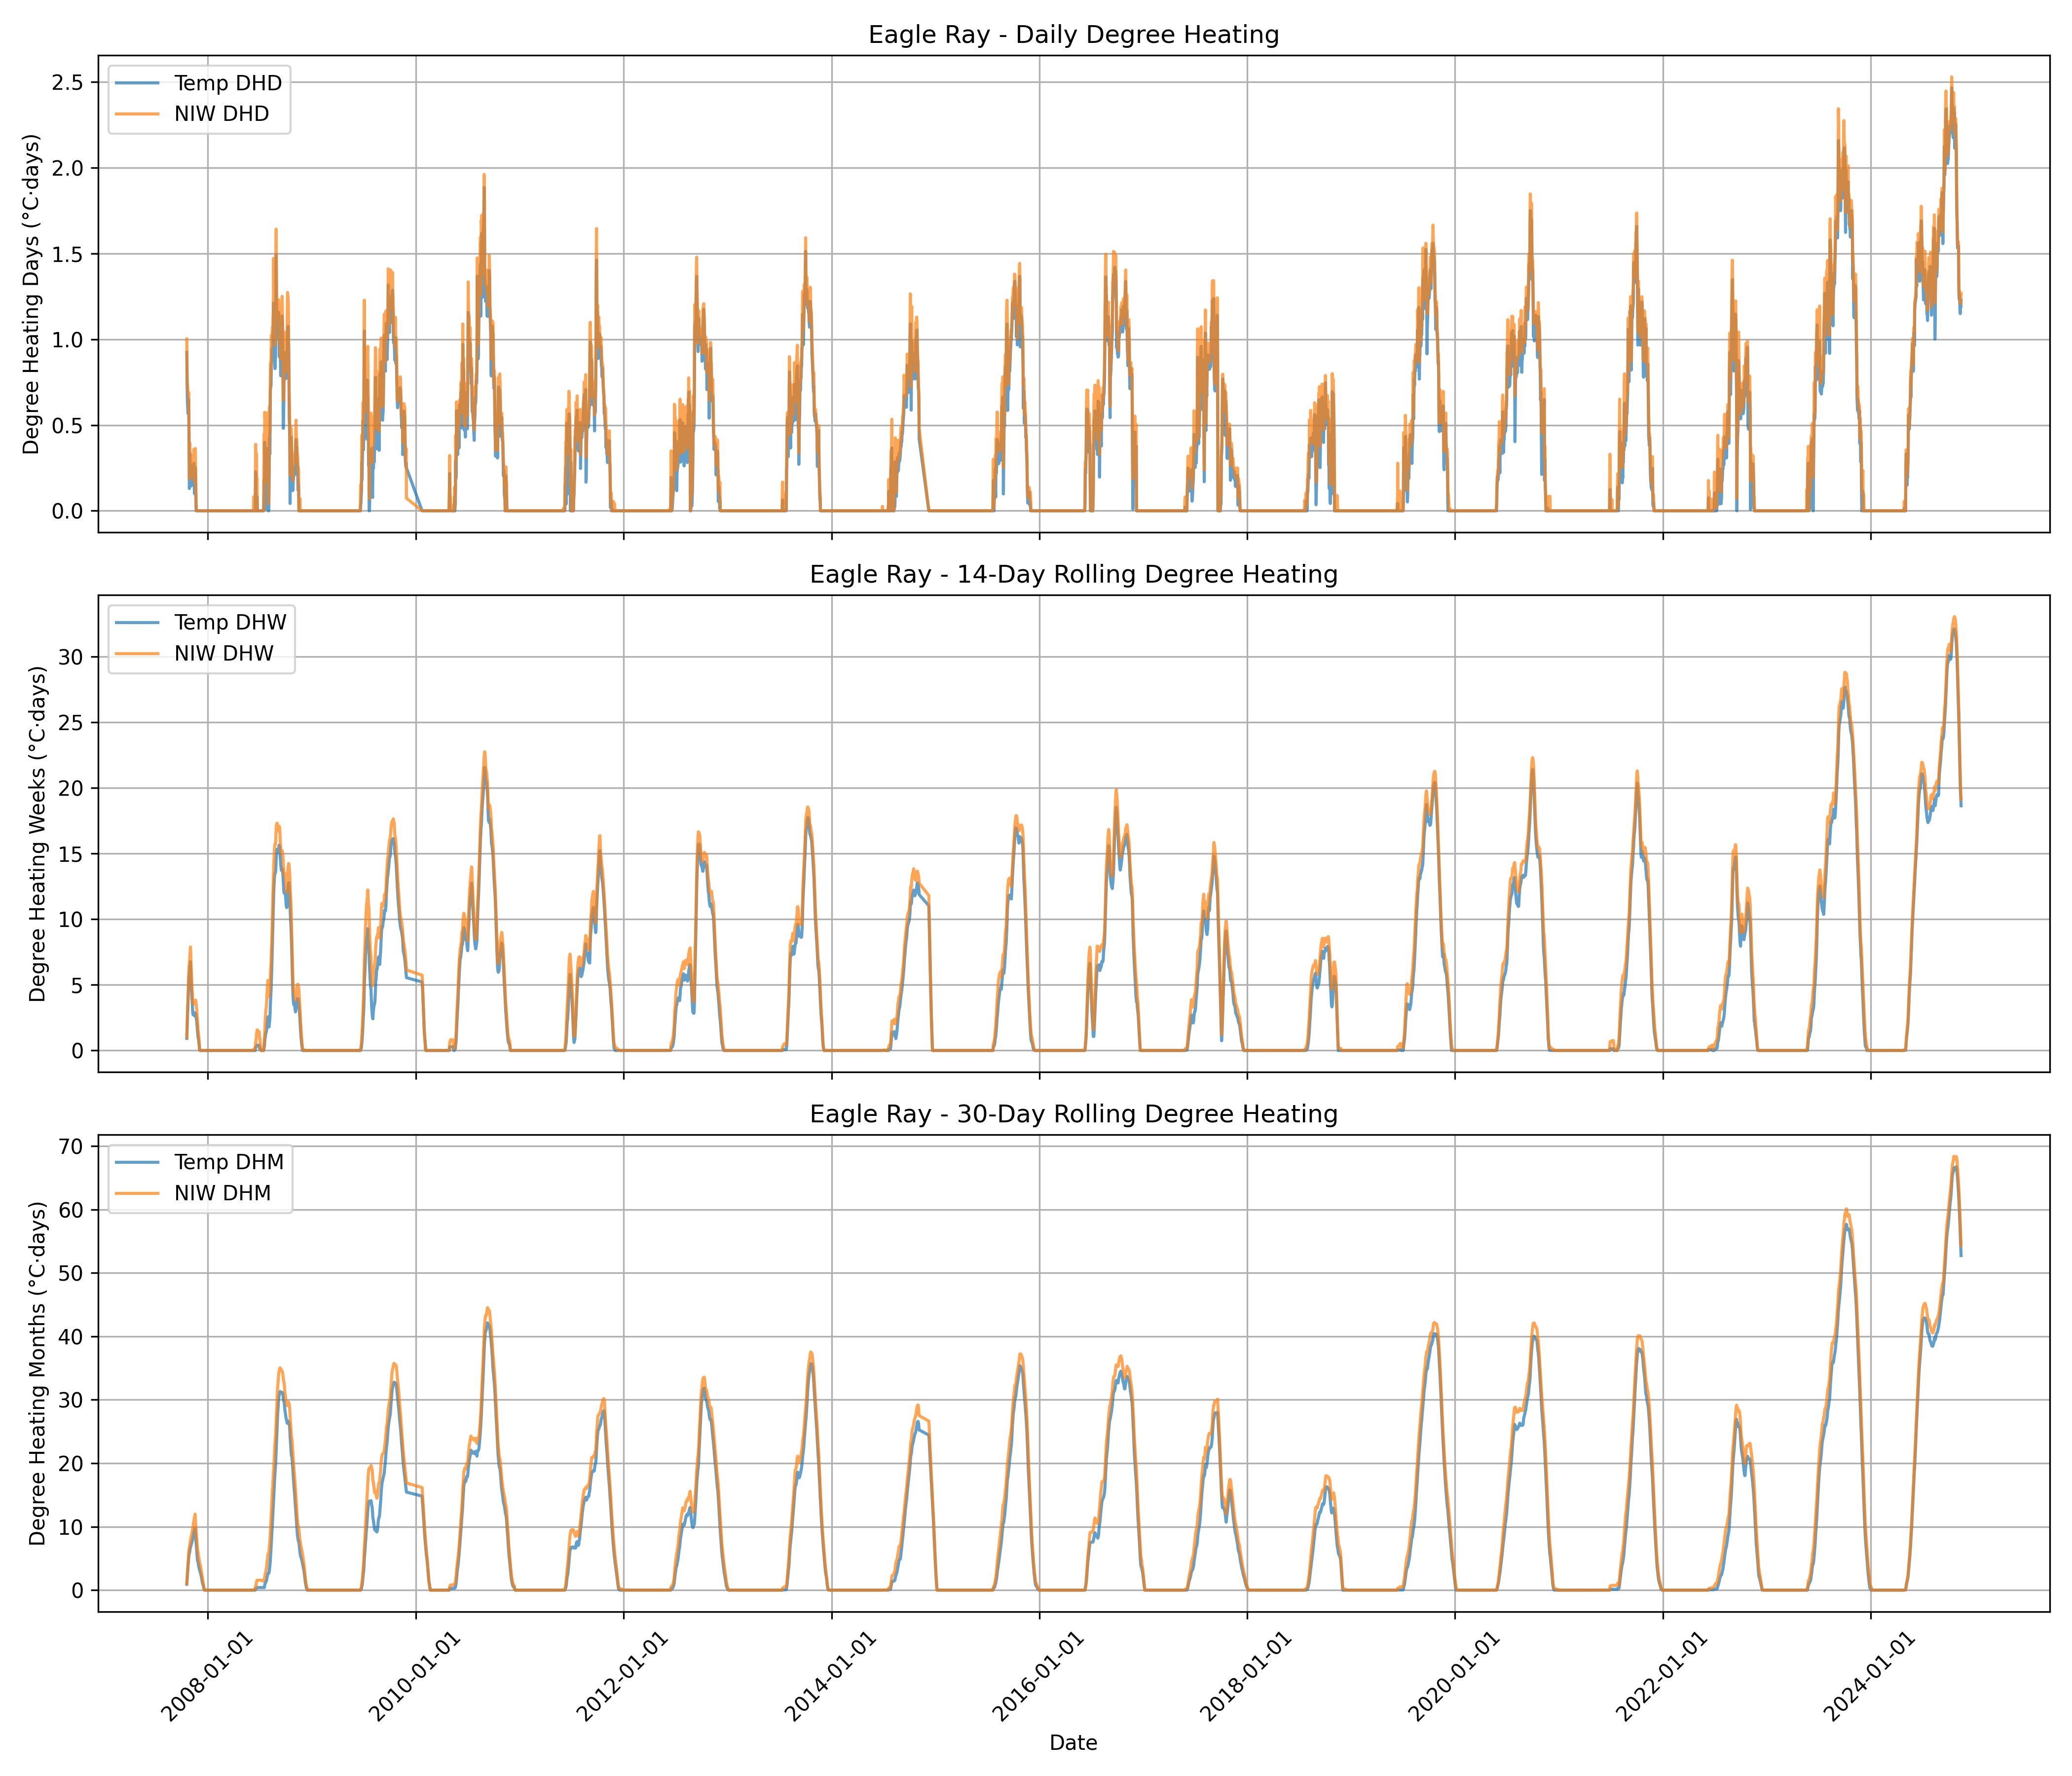 Eagle Ray - Daily Degree Heating
Degree Heating Days (°C·days)
2.5
2.0
1.5
1.0
0.5
0.0
Temp DHD
NIW DHD
Eagle Ray - 14-Day Rolling Degree Heating
Degree Heating Weeks (°C·days)
30
25
20
15
10
5
0
Temp DHW
NIW DHW
Eagle Ray - 30-Day Rolling Degree Heating
Degree Heating Months (°C·days)
70
60
50
40
30
20
10
0
Temp DHM
NIW DHM
2008-01-01
2010-01-01
2012-01-01
2014-01-01
2016-01-01
2018-01-01
2020-01-01
2022-01-01
2024-01-01
Date